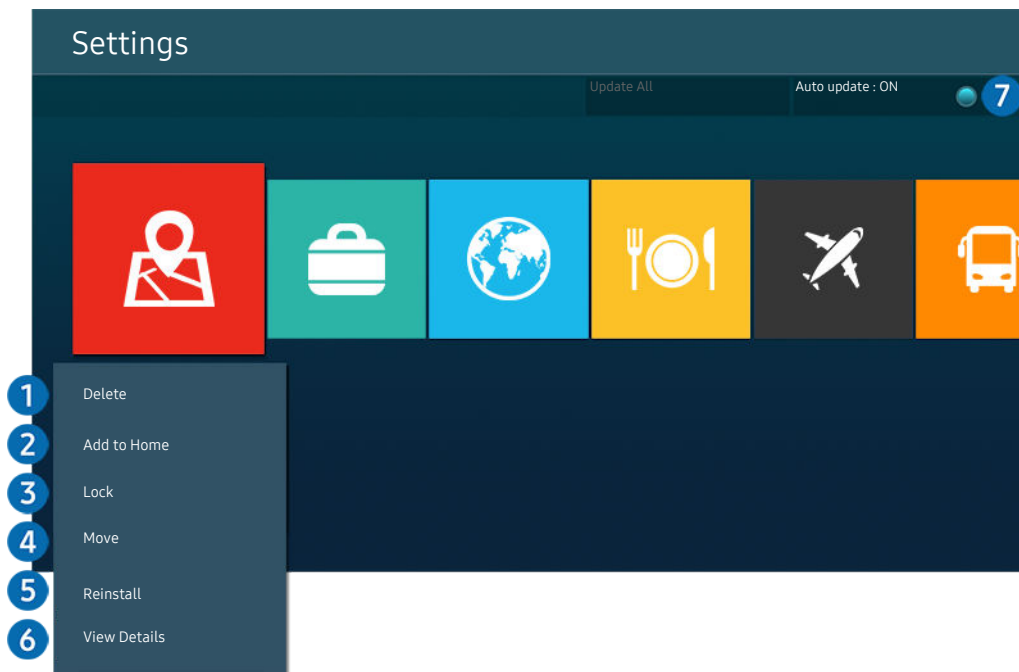 Settings
Update All
Auto update : ON
7
1
Delete
2
Add to Home
3
Lock
4
Move
5
Reinstall
6
View Details